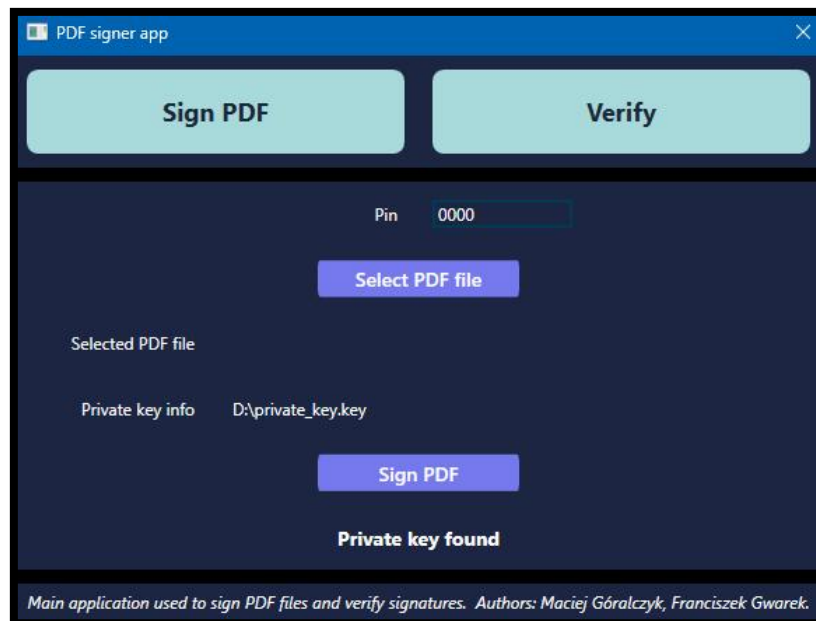 PDF signer app
Sign PDF
Verify
Pin 0000
Select PDF file
Selected PDF file
Private key info D:\private_key.key
Sign PDF
Private key found
Main application used to sign PDF files and verify signatures. Authors: Maciej Góralczyk, Franciszek Gwarek.